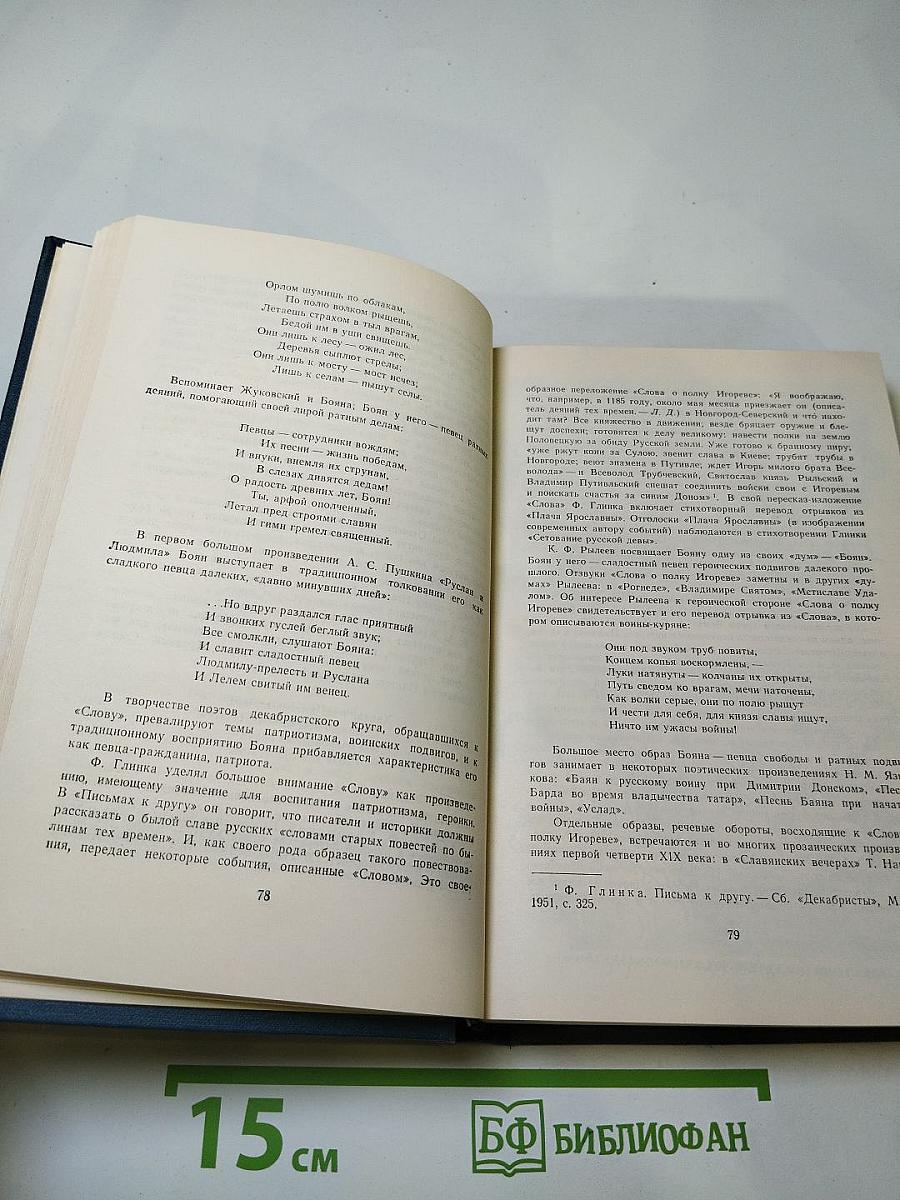 Орлом шумишь по облакам,
По полю волком рыщешь,
Летаешь страхом в тыл врагам,
Бедой им в уши свищешь.
Они лишь к лесу — ожил лес,
Деревья сыплют стрелы;
Они лишь к мосту — мост исчез;
Лишь к селам — пышут селы.
Вспоминает Жуковский и Бояна; Боян у него — певец ратных
деяний, помогающий своей лирой ратным делам:
Певцы — сотрудники вождям;
Их песни — жизнь победам,
И внуки, внемля их струнам,
В слезах дивятся дедам!
О радость древних лет, Боян!
Ты, арфой ополченный,
Летал пред строями славян
И гимн гремел священный.
В первом большом произведении А. С. Пушкина «Руслан и
Людмила» Боян выступает в традиционном толковании его как
сладкого певца далеких, «давно минувших дней»:
...Но вдруг раздался глас приятный
И звонких гуслей беглый звук;
Все смолкли, слушают Бояна:
И славит сладостный певец
Людмилу-прелесть и Руслана
И Лелем свитый им венец.
В творчестве поэтов декабристского круга, обращавшихся к
«Слову», превалируют темы патриотизма, воинских подвигов, и к
традиционному восприятию Бояна прибавляется характеристика его
как певца-гражданина, патриота.
Ф. Глинка уделял большое внимание «Слову» как произведе-
нию, имеющему значение для воспитания патриотизма, героики.
В «Письмах к другу» он говорит, что писатели и историки должны
рассказать о былой славе русских «словами старых повестей по бы-
линам тех времен». И, как своего рода образец такого повествова-
ния, передает некоторые события, описанные «Словом». Это свое-
78
образное переложение «Слова о полку Игореве»: «Я воображаю,
что, например, в 1185 году, около мая месяца приезжает он (описа-
тель деяний тех времен. — Л. Д.) в Новгород-Северский и что нахо-
дит там? Все княжество в движении; везде бряцает оружие и бле-
щут доспехи; готовятся к делу великому: навести полки на землю
Половецкую за обиду Русской земли. Уже готово к бранному пиру;
«уже ржут кони за Сулою, звенит слава в Киеве; трубят трубы в
Новгороде; веют знамена в Путивле; ждет Игорь милого брата Все-
волода» — и Всеволод Трубчевский, Святослав князь Рыльский и
Владимир Путивльский спешат соединить войски свои с Игоревым
и поискать счастья за синим Доном»¹. В свой пересказ-изложение
«Слова» Ф. Глинка включает стихотворный перевод отрывков из
«Плача Ярославны». Отголоски «Плача Ярославны» (в изображении
современных автору событий) наблюдаются в стихотворении Глинки
«Сетование русской девы».
К. Ф. Рылеев посвящает Бояну одну из своих «дум» — «Боян».
Боян у него — сладостный певец героических подвигов далекого про-
шлого. Отзвуки «Слова о полку Игореве» заметны и в других «ду-
мах» Рылеева: в «Рогнеде», «Владимире Святом», «Мстиславе Уда-
лом». Об интересе Рылеева к героической стороне «Слова о полку
Игореве» свидетельствует и его перевод отрывка из «Слова», в кото-
ром описываются воины-куряне:
Они под звуком труб повиты,
Концем копья воскормлены, —
Луки натянуты — колчаны их открыты,
Путь сведом ко врагам, мечи наточены,
Как волки серые, они по полю рыщут
И чести для себя, для князя славы ищут,
Ничто им ужасы войны!
Большое место образ Бояна — певца свободы и ратных подви
гов занимает в некоторых поэтических произведениях Н. М. Язы
кова: «Баян к русскому воину при Димитрии Донском», «Пес
Барда во время владычества татар», «Песнь Баяна при начат
войны», «Услад».
Отдельные образы, речевые обороты, восходящие к «Слов
полку Игореве», встречаются и во многих прозаических произв
ниях первой четверти XIX века: в «Славянских вечерах» Т. Нар
¹ Ф. Глинка. Письма к другу. — Сб. «Декабристы», М
1951, с. 325.
79
15 см
БФ БИБЛИОФАН